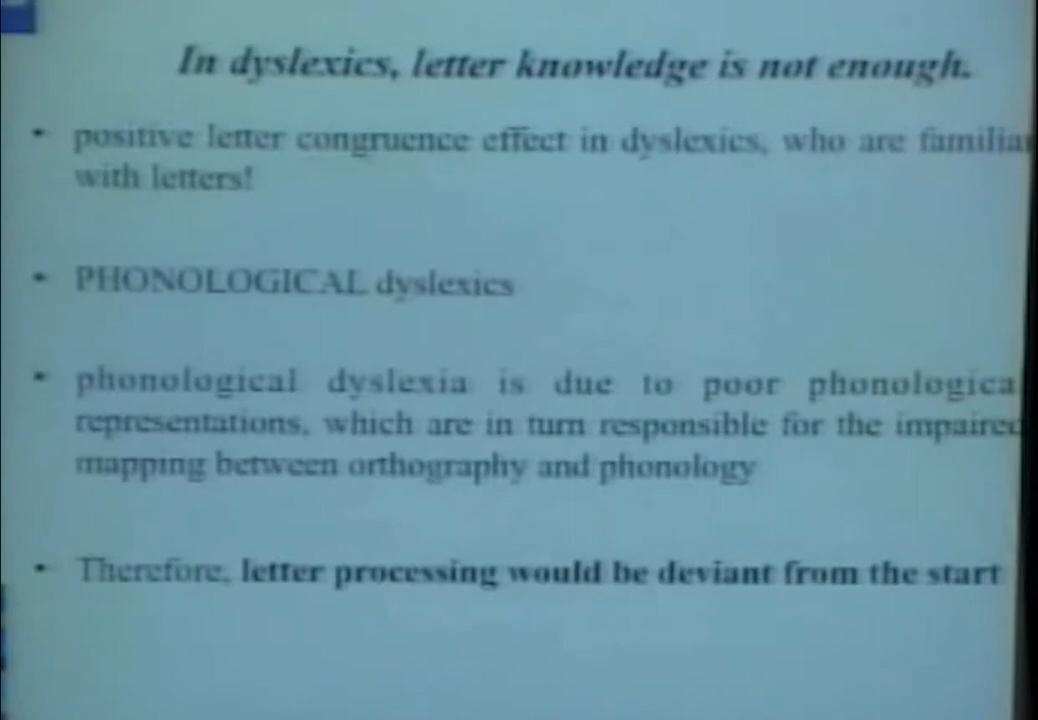 In dyslexics, letter knowledge is not enough.
• positive letter congruence effect in dyslexics, who are familiar
with letters!
• PHONOLOGICAL dyslexics
• phonological dyslexia is due to poor phonologica
representations, which are in turn responsible for the impaired
mapping between orthography and phonology
• Therefore, letter processing would be deviant from the start